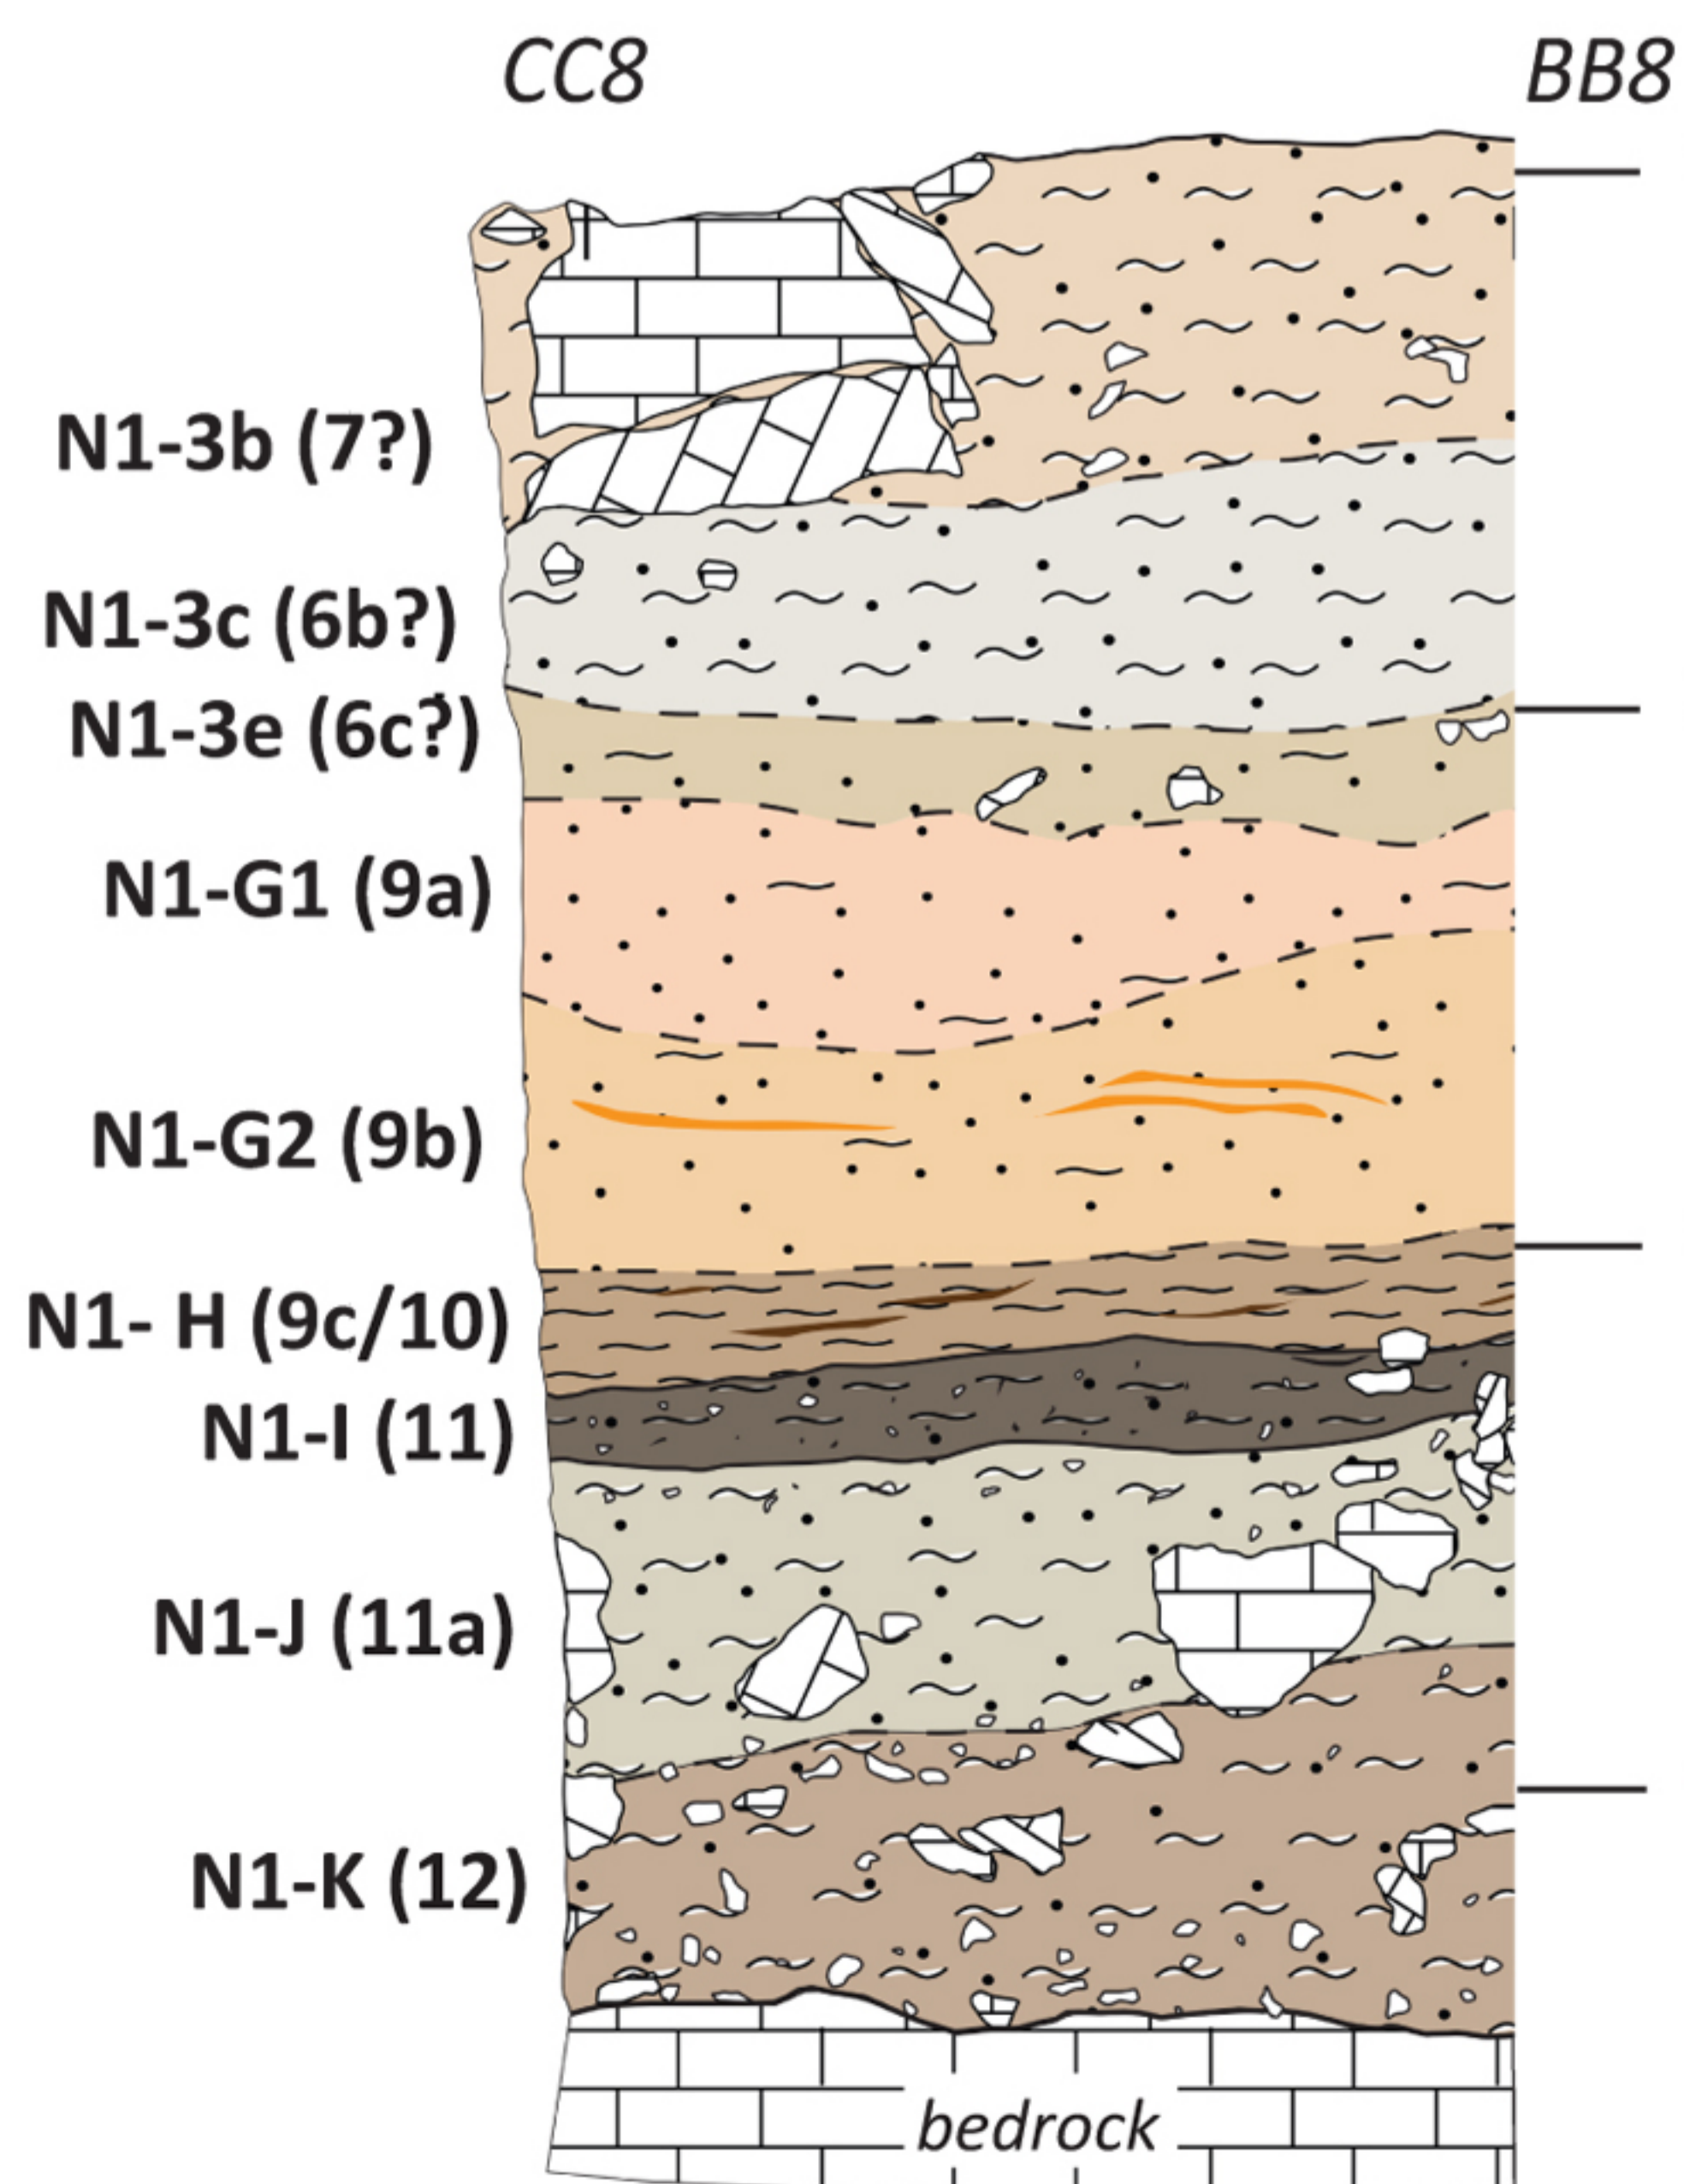 CC8 BB8
N1-3b (7?)
N1-3c (6b?)
N1-3e (6c?)
N1-G1 (9a)
N1-G2 (9b)
N1- H (9c/10)
N1-I (11)
N1-J (11a)
N1-K (12)
bedrock